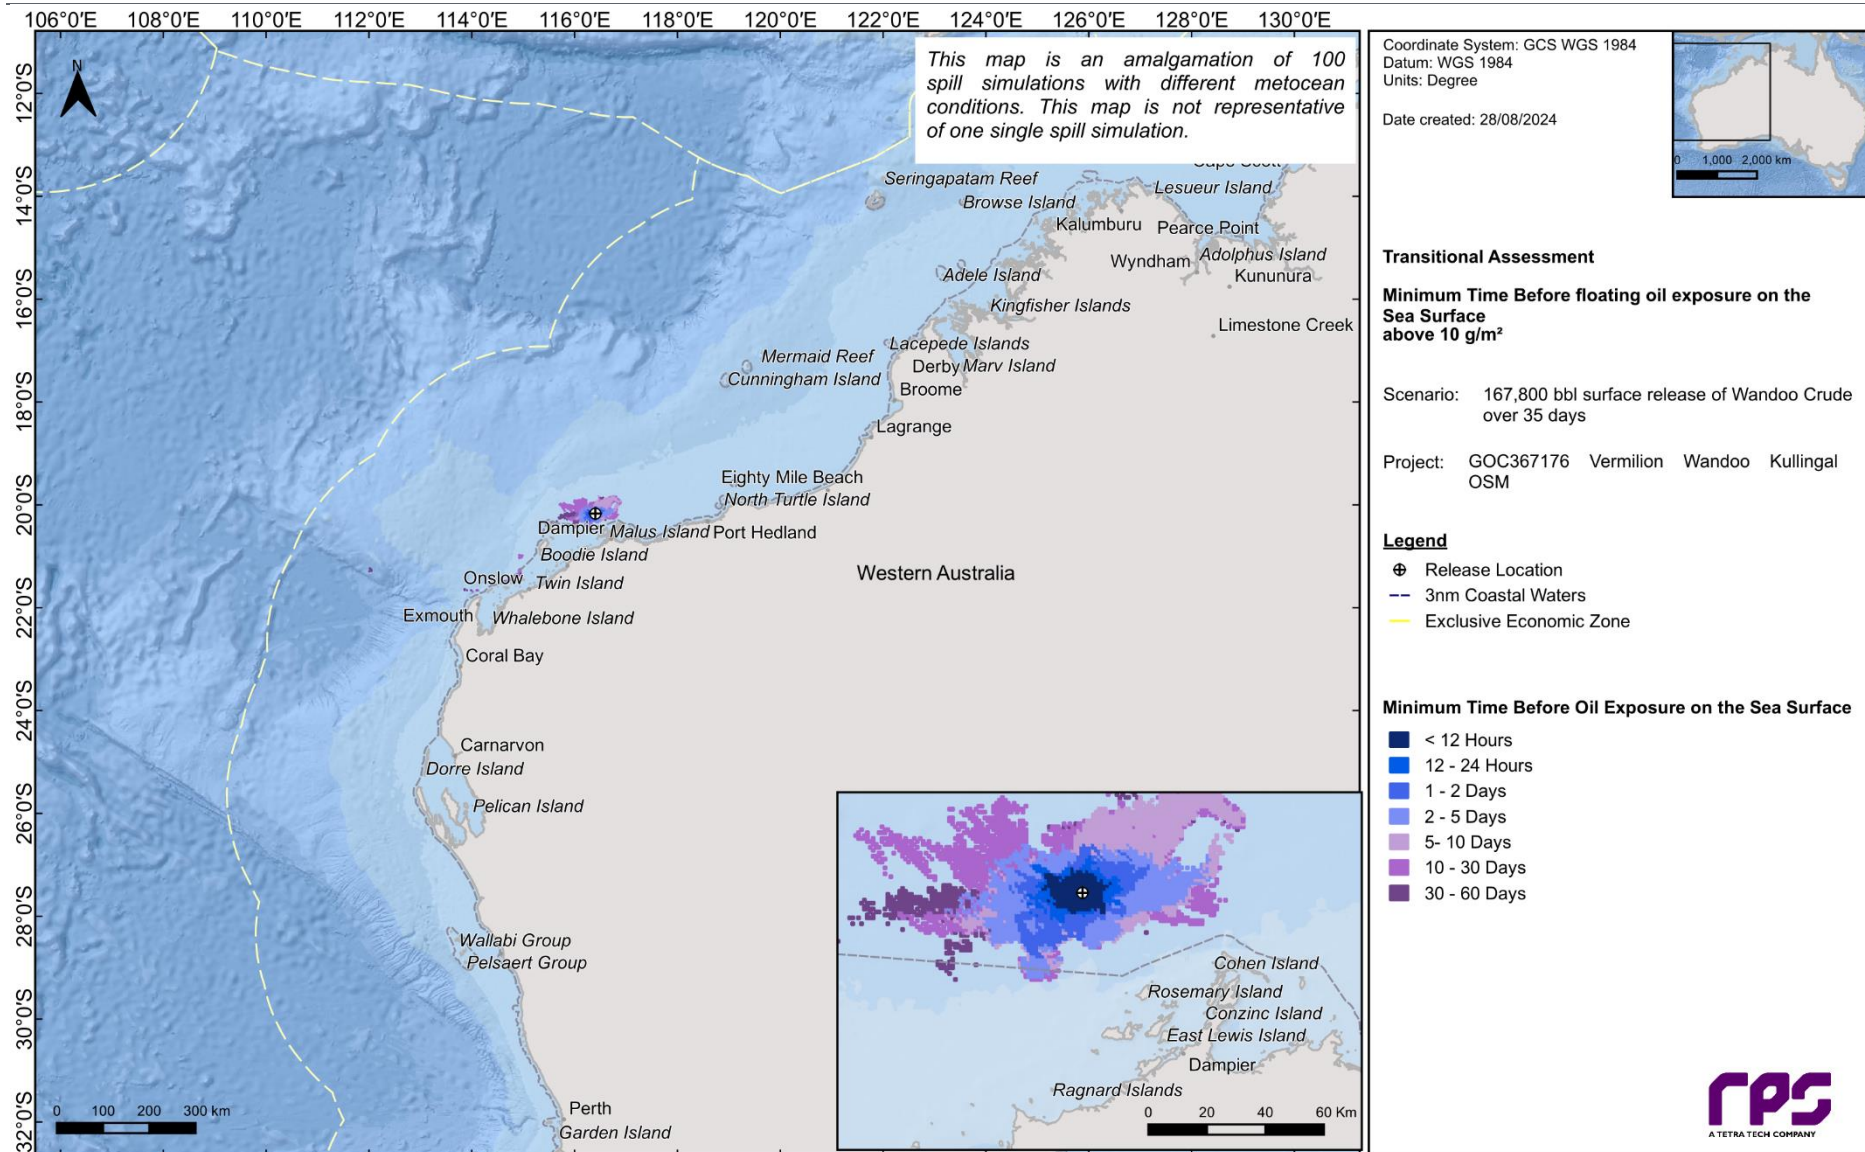 106°0'E 108°0'E 110°0'E 112°0'E 114°0'E 116°0'E 118°0'E 120°0'E 122°0'E 124°0'E 126°0'E 128°0'E 130°0'E
12°0'S
14°0'S
16°0'S
18°0'S
20°0'S
22°0'S
24°0'S
26°0'S
28°0'S
30°0'S
32°0'S
N
This map is an amalgamation of 100
spill simulations with different metocean
conditions. This map is not representative
of one single spill simulation.
Cape Scott
Seringapatam Reef
Lesueur Island
Browse Island
Kalumburu
Pearce Point
Adolphus Island
Wyndham
Kununura
Adele Island
Kingfisher Islands
Limestone Creek
Lacepede Islands
Mermaid Reef
Derby
Marv Island
Cunningham Island
Broome
Lagrange
Eighty Mile Beach
North Turtle Island
Dampier
Malus Island
Port Hedland
Boodie Island
Western Australia
Onslow
Twin Island
Exmouth
Whalebone Island
Coral Bay
Carnarvon
Dorre Island
Pelican Island
Wallabi Group
Pelsaert Group
Perth
Garden Island
0 100 200 300 km
Cohen Island
Rosemary Island
Conzinc Island
East Lewis Island
Dampier
Ragnard Islands
0 20 40 60 Km
Coordinate System: GCS WGS 1984
Datum: WGS 1984
Units: Degree
Date created: 28/08/2024
0 1,000 2,000 km
Transitional Assessment
Minimum Time Before floating oil exposure on the
Sea Surface
above 10 g/m²
Scenario: 167,800 bbl surface release of Wandoo Crude
over 35 days
Project: GOC367176 Vermilion Wandoo Kullingal
OSM
Legend
Release Location
3nm Coastal Waters
Exclusive Economic Zone
Minimum Time Before Oil Exposure on the Sea Surface
< 12 Hours
12 - 24 Hours
1 - 2 Days
2 - 5 Days
5- 10 Days
10 - 30 Days
30 - 60 Days
rps
A TETRA TECH COMPANY